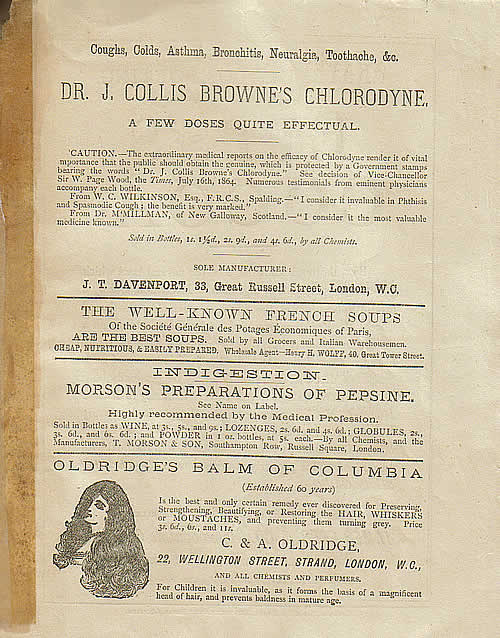 Coughs, Colds, Asthma, Bronchitis, Neuralgia, Toothache, &c.
DR. J. COLLIS BROWNE'S CHLORODYNE,
A FEW DOSES QUITE EFFECTUAL.
'CAUTION.—The extraordinary medical reports on the efficacy of Chlorodyne render it of vital
importance that the public should obtain the genuine, which is protected by a Government stamps
bearing the words "Dr. J. Collis Browne's Chlorodyne." See decision of Vice-Chancellor
Sir W. Page Wood, the Times, July 16th, 1864. Numerous testimonials from eminent physicians
accompany each bottle.
From W. C. WILKINSON, Esq., F.R.C.S., Spalding.—"I consider it invaluable in Phthisis
and Spasmodic Cough; the benefit is very marked."
From Dr. M'MILLMAN, of New Galloway, Scotland.—"I consider it the most valuable
medicine known."
Sold in Bottles, 1s. 1½d., 2s. 9d., and 4s. 6d., by all Chemists.
SOLE MANUFACTURER:
J. T. DAVENPORT, 33, Great Russell Street, London, W.C.
THE WELL-KNOWN FRENCH SOUPS
Of the Société Générale des Potages Économiques of Paris,
ARE THE BEST SOUPS. Sold by all Grocers and Italian Warehousemen.
CHEAP, NUTRITIOUS, & EASILY PREPARED. Wholesale Agent—Henry H. WOLFF, 40, Great Tower Street.
INDIGESTION.
MORSON'S PREPARATIONS OF PEPSINE.
See Name on Label.
Highly recommended by the Medical Profession.
Sold in Bottles as WINE, at 3s., 5s., and 9s.; LOZENGES, 2s. 6d. and 4s. 6d.; GLOBULES, 2s.,
3s. 6d., and 6s. 6d.; and POWDER in 1 oz. bottles, at 5s. each.—By all Chemists, and the
Manufacturers, T. MORSON & SON, Southampton Row, Russell Square, London.
OLDRIDGE'S BALM OF COLUMBIA
(Established 60 years)
Is the best and only certain remedy ever discovered for Preserving,
Strengthening, Beautifying, or Restoring the HAIR, WHISKERS
or MOUSTACHES, and preventing them turning grey. Price
3s. 6d., 6s., and 11s.
C. & A. OLDRIDGE,
22, WELLINGTON STREET, STRAND, LONDON, W.C.,
AND ALL CHEMISTS AND PERFUMERS.
For Children it is invaluable, as it forms the basis of a magnificent
head of hair, and prevents baldness in mature age.